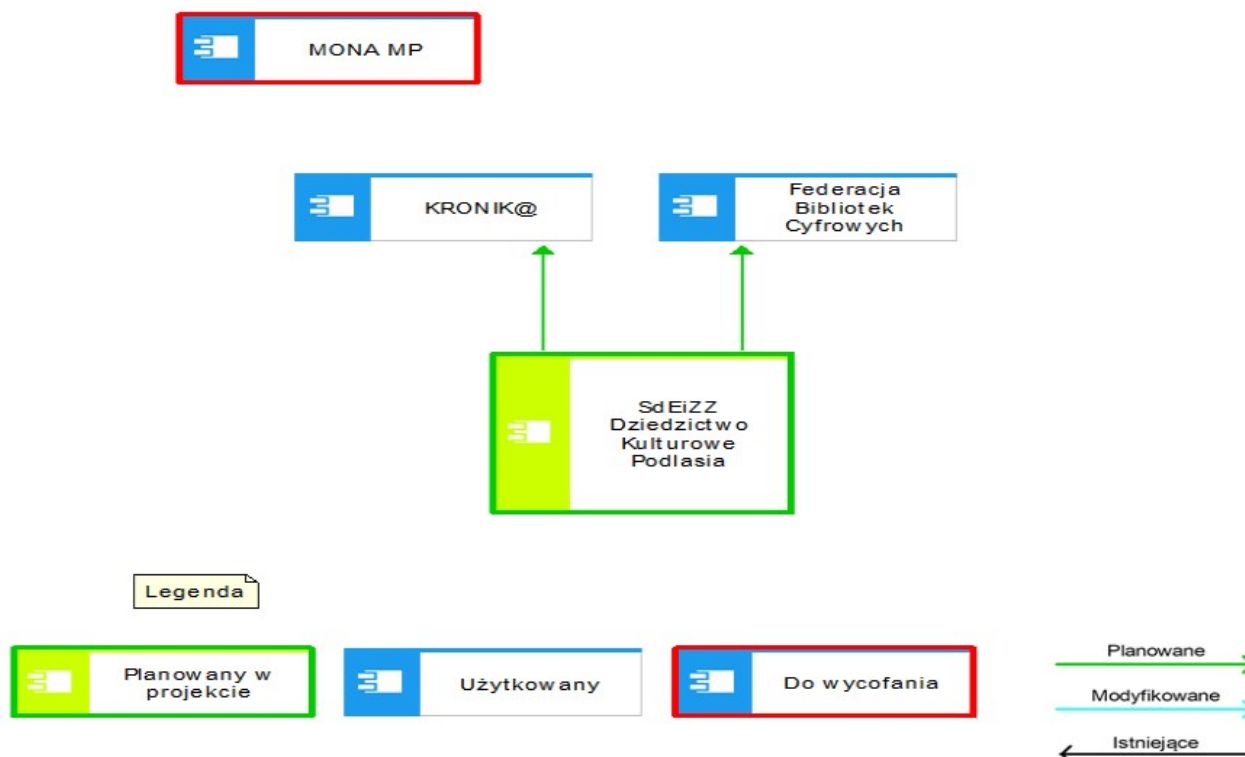 MONA MP
KRONIK@
Federacja
Bibliotek
Cyfrowych
SdEiZZ
Dziedzictwo
Kulturowe
Podlasia
Legenda
Planowany w
projekcie
Użytkowany
Do wycofania
Planowane
Modyfikowane
Istniejące